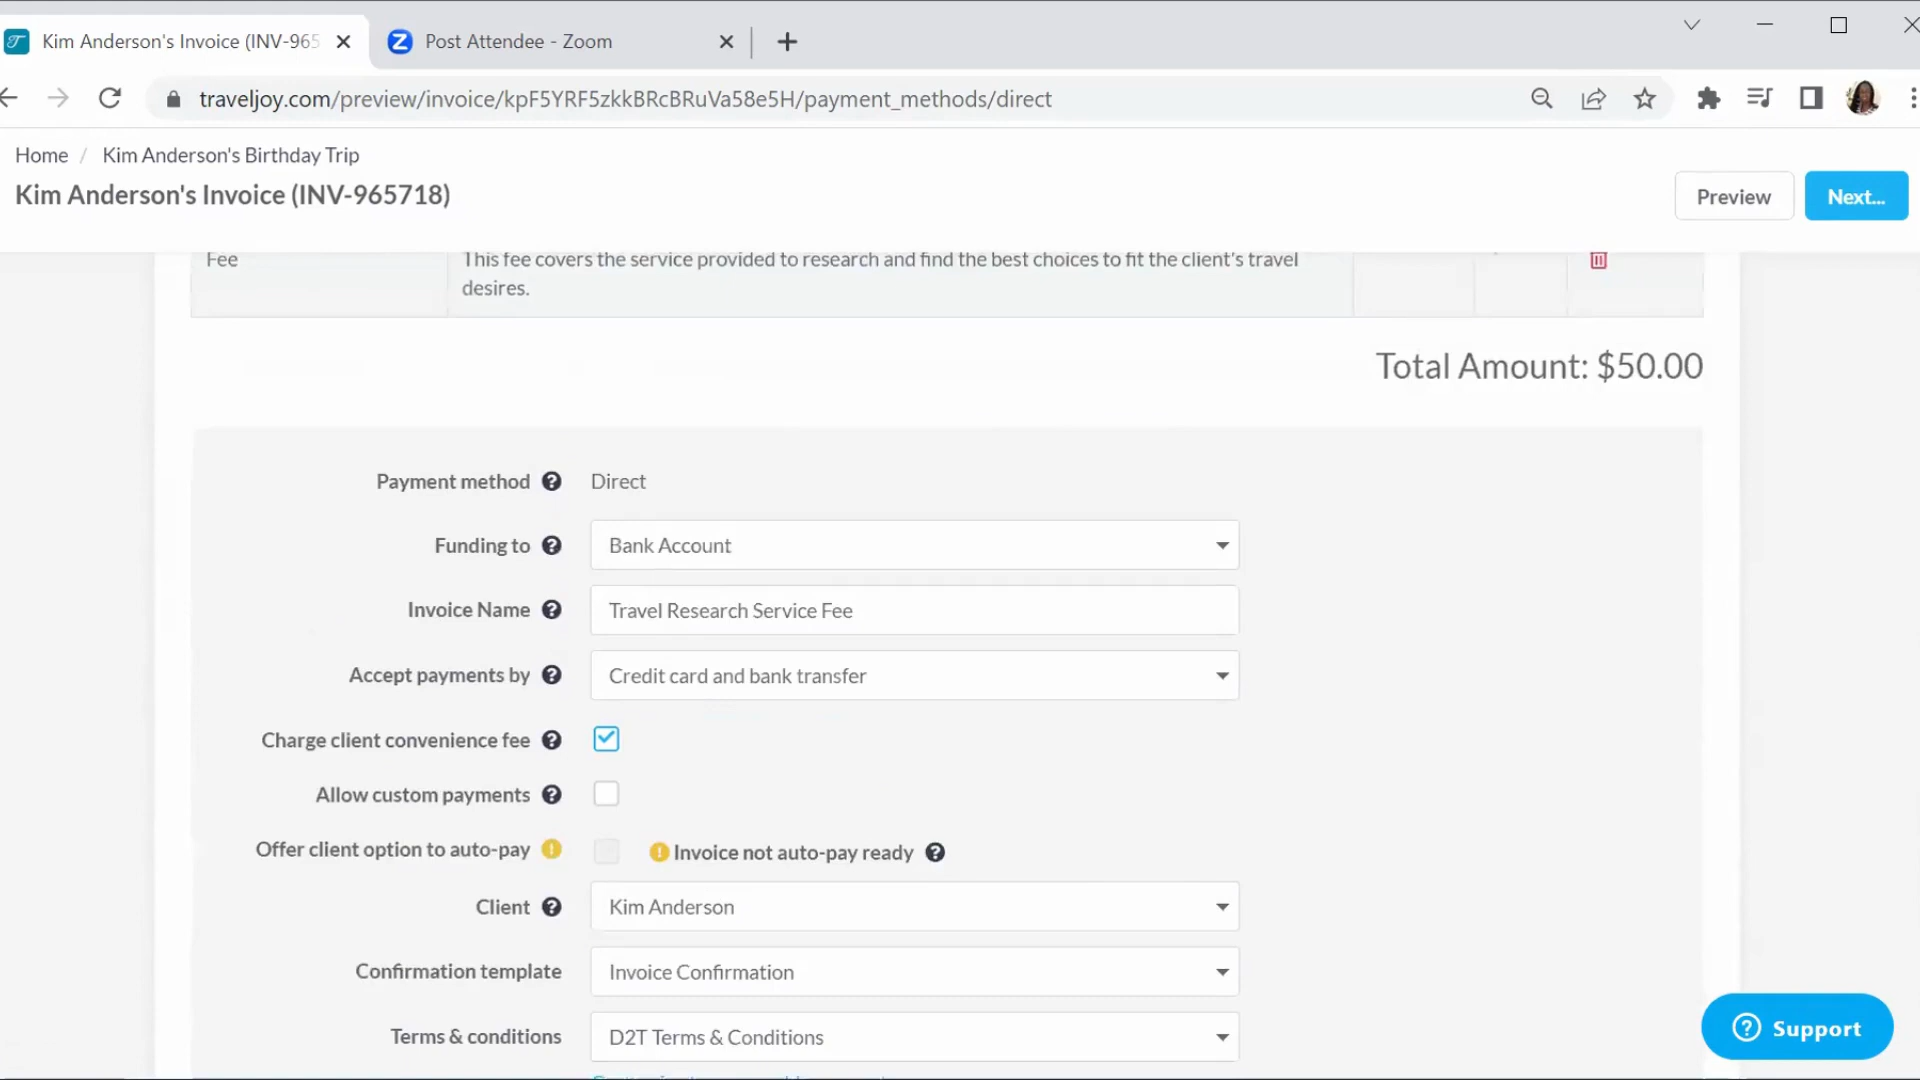 Kim Anderson's Invoice (INV-965
Post Attendee - Zoom
traveljoy.com/preview/invoice/kpF5YRF5zkkBRcBRuVa58e5H/payment_methods/direct
Home / Kim Anderson's Birthday Trip
Kim Anderson's Invoice (INV-965718)
Preview
Next...
Fee
This fee covers the service provided to research and find the best choices to fit the client's travel
desires.
Total Amount: $50.00
Payment method Direct
Funding to Bank Account
Invoice Name Travel Research Service Fee
Accept payments by Credit card and bank transfer
Charge client convenience fee
Allow custom payments
Offer client option to auto-pay Invoice not auto-pay ready
Client Kim Anderson
Confirmation template Invoice Confirmation
Terms & conditions D2T Terms & Conditions
Support